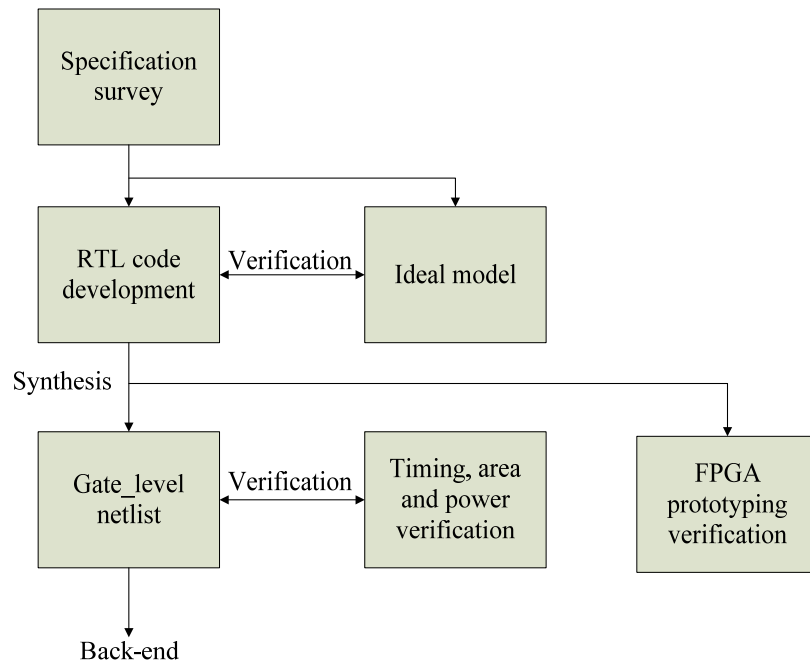 Specification
survey
RTL code
development
Verification
Ideal model
Synthesis
Gate_level
netlist
Verification
Timing, area
and power
verification
FPGA
prototyping
verification
Back-end